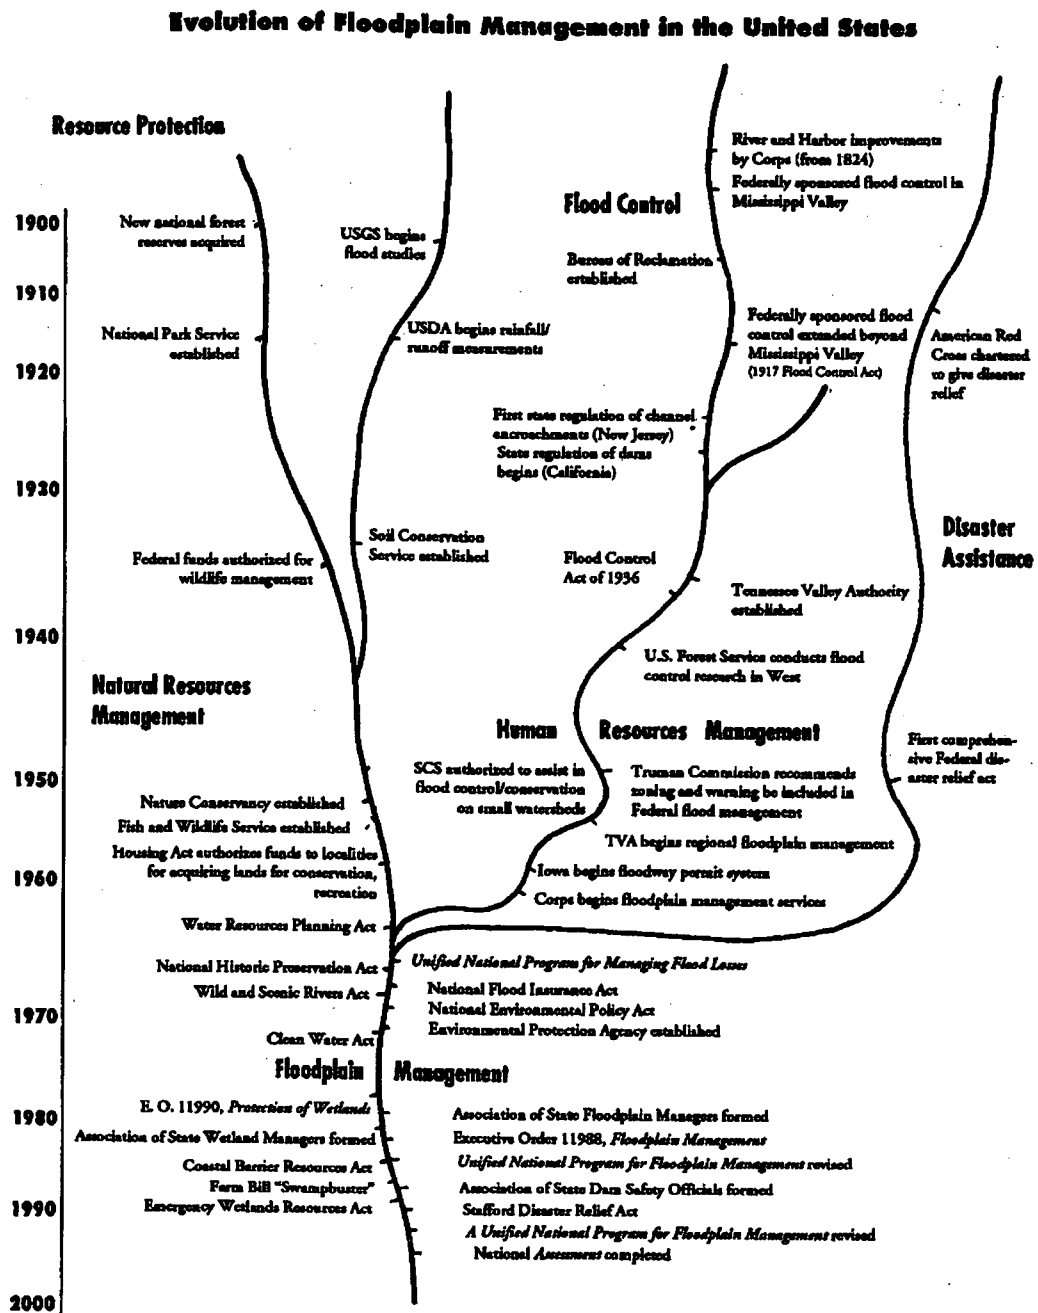 Evolution of Floodplain Management in the United States
Resource Protection
River and Harbor improvements
by Corps (from 1824)
Federally sponsored flood control in
Mississippi Valley
Flood Control
1900
New national forest
reserves acquired
USGS begins
flood studies
Bureau of Reclamation
established
1910
National Park Service
established
USDA begins rainfall/
runoff measurements
Federally sponsored flood
control extended beyond
Mississippi Valley
(1917 Flood Control Act)
American Red
Cross chartered
to give disaster
relief
1920
First state regulation of channel
encroachments (New Jersey)
State regulation of dams
begins (California)
1930
Disaster
Assistance
Soil Conservation
Service established
Federal funds authorized for
wildlife management
Flood Control
Act of 1936
Tennessee Valley Authority
established
1940
U.S. Forest Service conducts flood
control research in West
Natural Resources
Management
Human Resources Management
First comprehen-
sive Federal dis-
aster relief act
1950
SCS authorized to assist in
flood control/conservation
on small watersheds
Truman Commission recommends
zoning and warning be included in
Federal flood management
Nature Conservancy established
Fish and Wildlife Service established
TVA begins regional floodplain management
Housing Act authorizes funds to localities
for acquiring lands for conservation,
recreation
1960
Iowa begins floodway permit system
Corps begins floodplain management services
Water Resources Planning Act
National Historic Preservation Act
Unified National Program for Managing Flood Losses
Wild and Scenic Rivers Act
National Flood Insurance Act
National Environmental Policy Act
1970
Environmental Protection Agency established
Clean Water Act
Floodplain Management
E. O. 11990, Protection of Wetlands
1980
Association of State Floodplain Managers formed
Association of State Wetland Managers formed
Executive Order 11988, Floodplain Management
Coastal Barrier Resources Act
Unified National Program for Floodplain Management revised
Farm Bill "Swampbuster"
Association of State Dam Safety Officials formed
1990
Emergency Wetlands Resources Act
Stafford Disaster Relief Act
A Unified National Program for Floodplain Management revised
National Assessment completed
2000